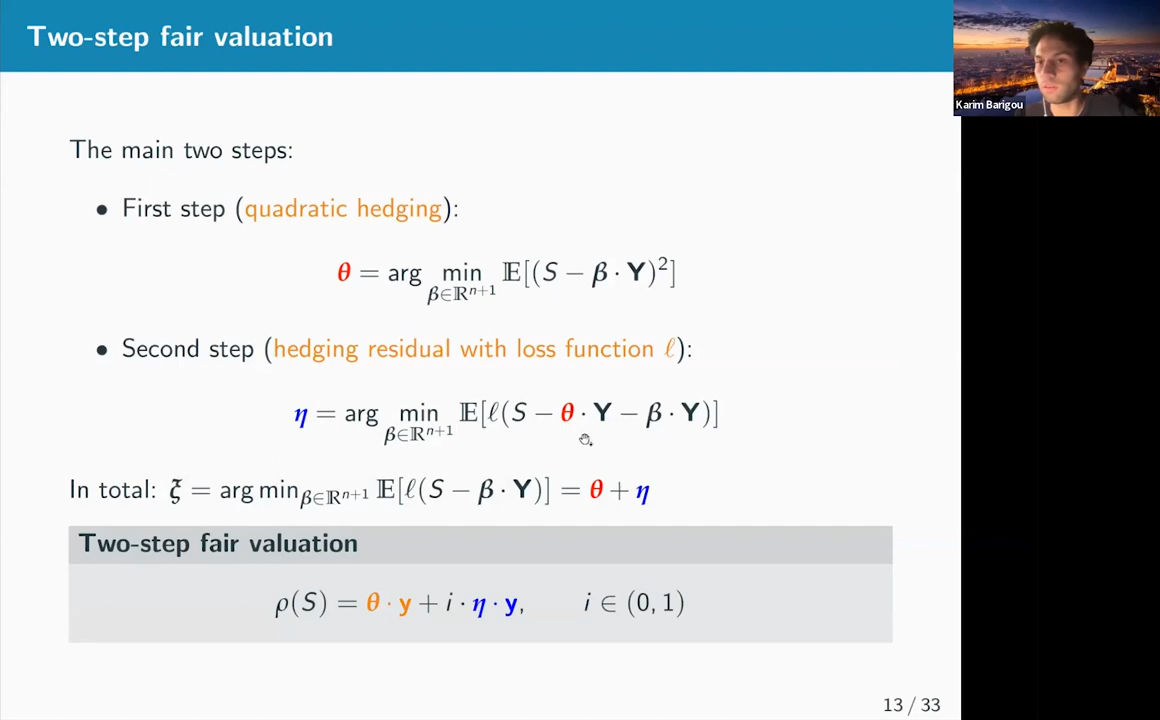 Two-step fair valuation
Karim Barigou
The main two steps:
• First step (quadratic hedging):
θ = arg min_{β∈ℝ^{n+1}} 𝔼[(S − β · Y)²]
• Second step (hedging residual with loss function ℓ):
η = arg min_{β∈ℝ^{n+1}} 𝔼[ℓ(S − θ · Y − β · Y)]
In total: ξ = arg min_{β∈ℝ^{n+1}} 𝔼[ℓ(S − β · Y)] = θ + η
Two-step fair valuation
ρ(S) = θ · y + i · η · y, i ∈ (0, 1)
13 / 33